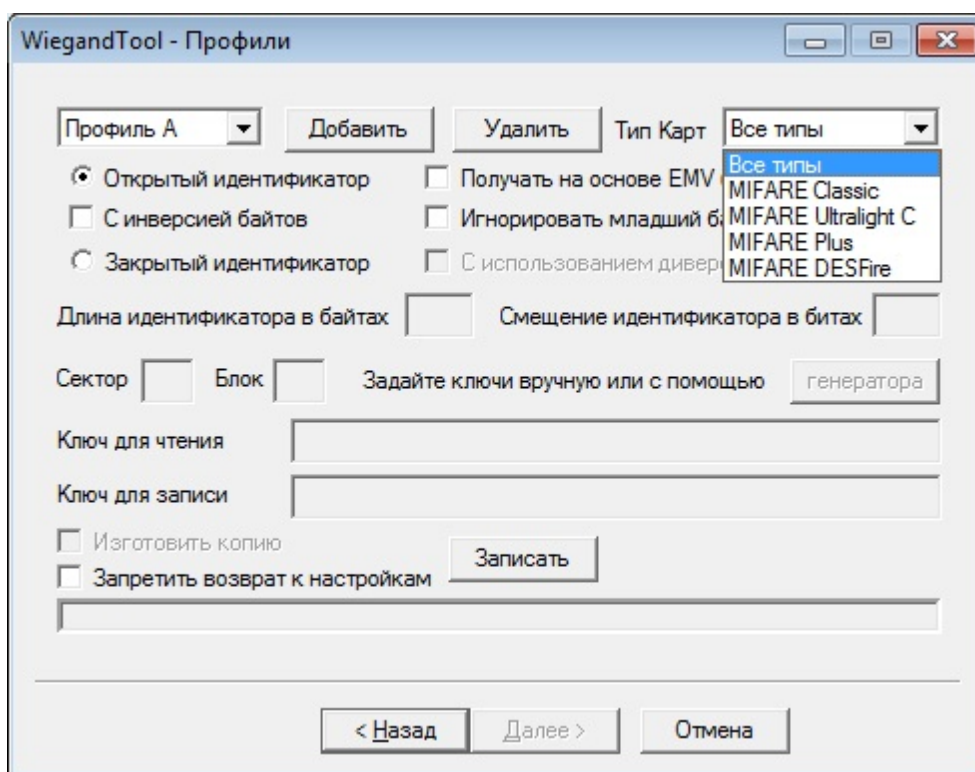 WiegandTool - Профили
Профиль А Добавить Удалить Тип Карт Все типы
Все типы
MIFARE Classic
MIFARE Ultralight C
MIFARE Plus
MIFARE DESFire
Открытый идентификатор Получать на основе EMV
С инверсией байтов Игнорировать младший
Закрытый идентификатор С использованием
Длина идентификатора в байтах Смещение идентификатора в битах
Сектор Блок Задайте ключи вручную или с помощью генератора
Ключ для чтения
Ключ для записи
Изготовить копию
Записать
Запретить возврат к настройкам
< Назад Далее > Отмена